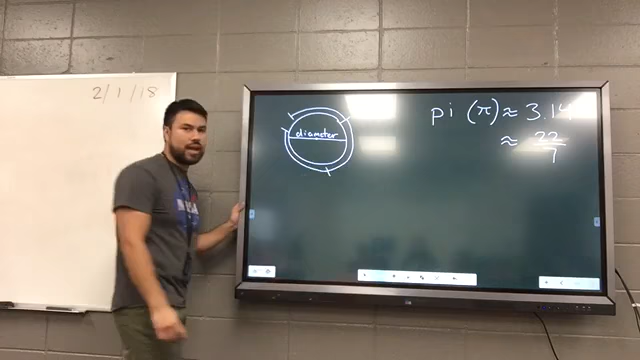 2/1/18
diameter
pi (π) ≈ 3.14
≈ 22
7